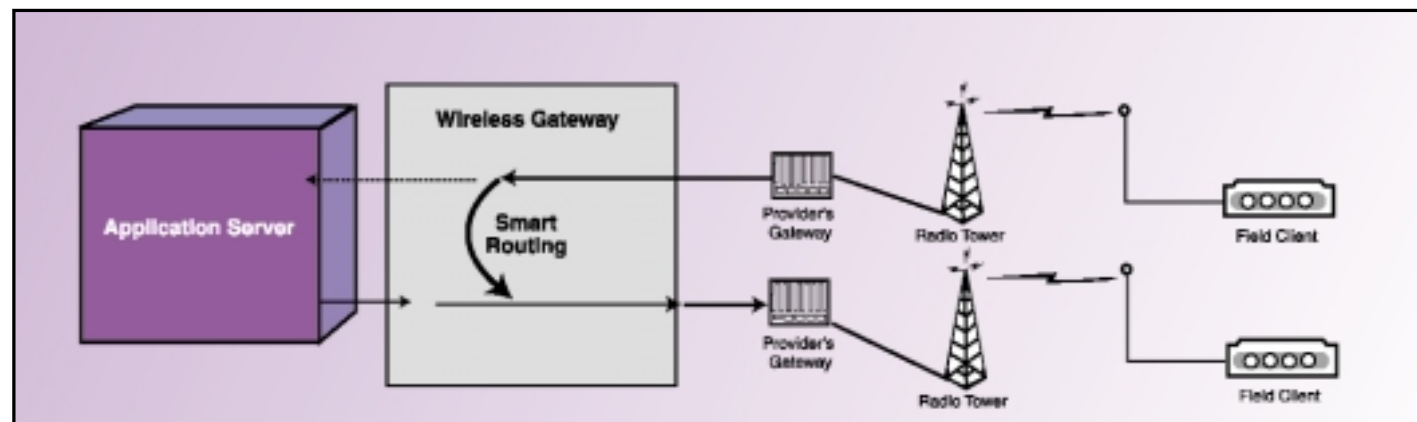 Wireless Gateway
Application Server
Smart
Routing
Provider's
Gateway
Radio Tower
Field Client
Provider's
Gateway
Radio Tower
Field Client